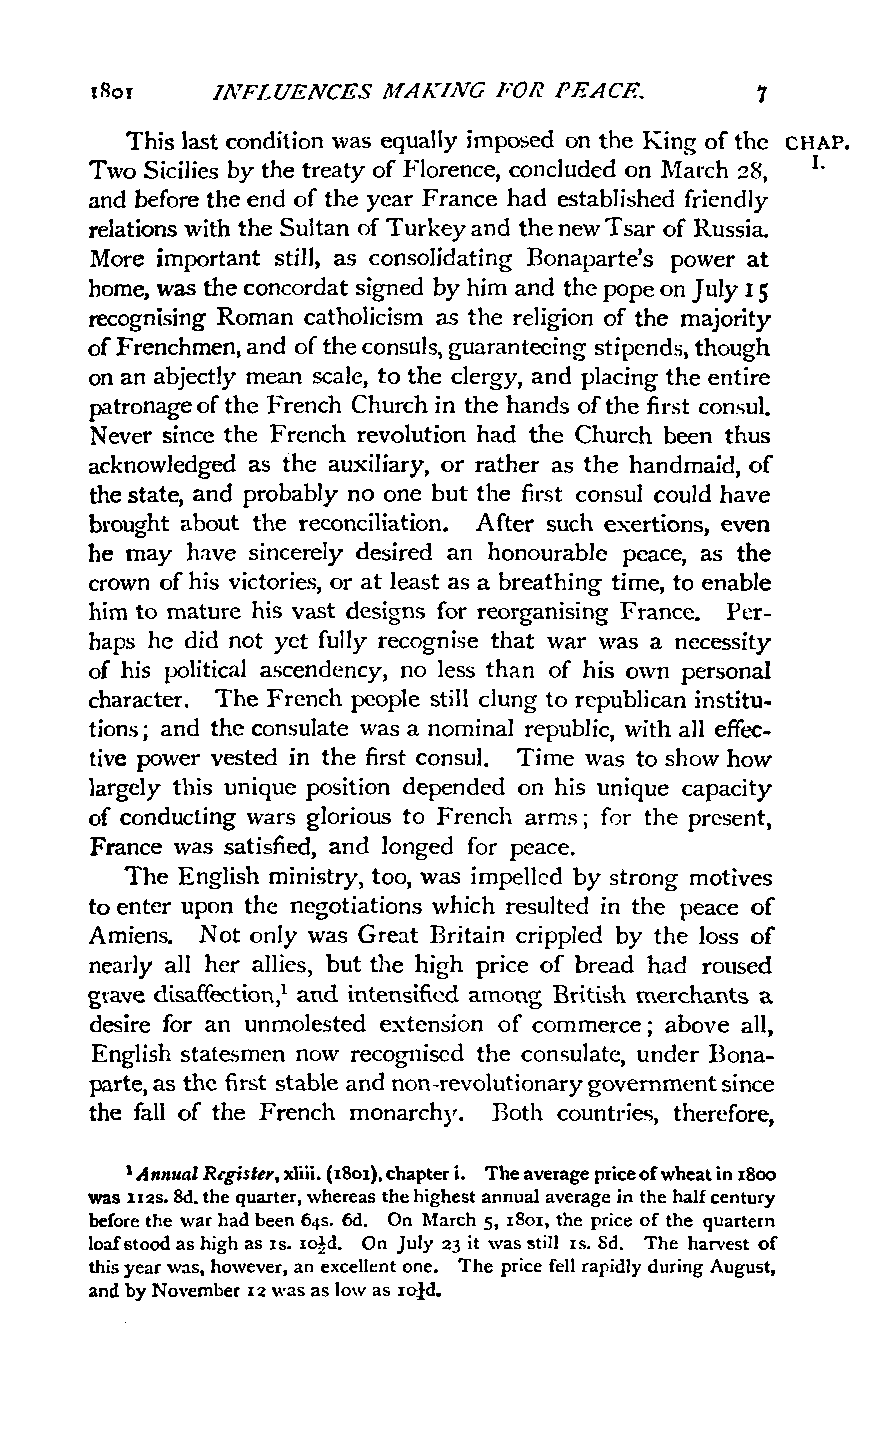 1801 INFLUENCES MAKING FOR PEACE. 7
This last condition was equally imposed on the King of the CHAP.
Two Sicilies by the treaty of Florence, concluded on March 28, I.
and before the end of the year France had established friendly
relations with the Sultan of Turkey and the new Tsar of Russia.
More important still, as consolidating Bonaparte's power at
home, was the concordat signed by him and the pope on July 15
recognising Roman catholicism as the religion of the majority
of Frenchmen, and of the consuls, guaranteeing stipends, though
on an abjectly mean scale, to the clergy, and placing the entire
patronage of the French Church in the hands of the first consul.
Never since the French revolution had the Church been thus
acknowledged as the auxiliary, or rather as the handmaid, of
the state, and probably no one but the first consul could have
brought about the reconciliation. After such exertions, even
he may have sincerely desired an honourable peace, as the
crown of his victories, or at least as a breathing time, to enable
him to mature his vast designs for reorganising France. Per-
haps he did not yet fully recognise that war was a necessity
of his political ascendency, no less than of his own personal
character. The French people still clung to republican institu-
tions; and the consulate was a nominal republic, with all effec-
tive power vested in the first consul. Time was to show how
largely this unique position depended on his unique capacity
of conducting wars glorious to French arms; for the present,
France was satisfied, and longed for peace.
The English ministry, too, was impelled by strong motives
to enter upon the negotiations which resulted in the peace of
Amiens. Not only was Great Britain crippled by the loss of
nearly all her allies, but the high price of bread had roused
grave disaffection,¹ and intensified among British merchants a
desire for an unmolested extension of commerce; above all,
English statesmen now recognised the consulate, under Bona-
parte, as the first stable and non-revolutionary government since
the fall of the French monarchy. Both countries, therefore,
¹ Annual Register, xliii. (1801), chapter i. The average price of wheat in 1800
was 112s. 8d. the quarter, whereas the highest annual average in the half century
before the war had been 64s. 6d. On March 5, 1801, the price of the quartern
loaf stood as high as 1s. 10½d. On July 23 it was still 1s. 8d. The harvest of
this year was, however, an excellent one. The price fell rapidly during August,
and by November 12 was as low as